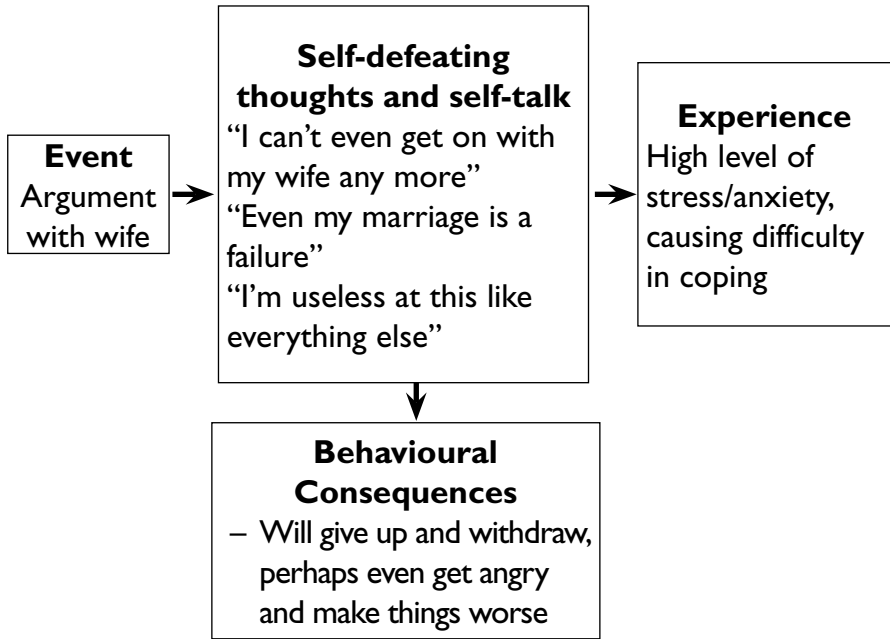 Event
Argument
with wife
Self-defeating
thoughts and self-talk
“I can’t even get on with
my wife any more”
“Even my marriage is a
failure”
“I’m useless at this like
everything else”
Experience
High level of
stress/anxiety,
causing difficulty
in coping
Behavioural
Consequences
– Will give up and withdraw,
perhaps even get angry
and make things worse